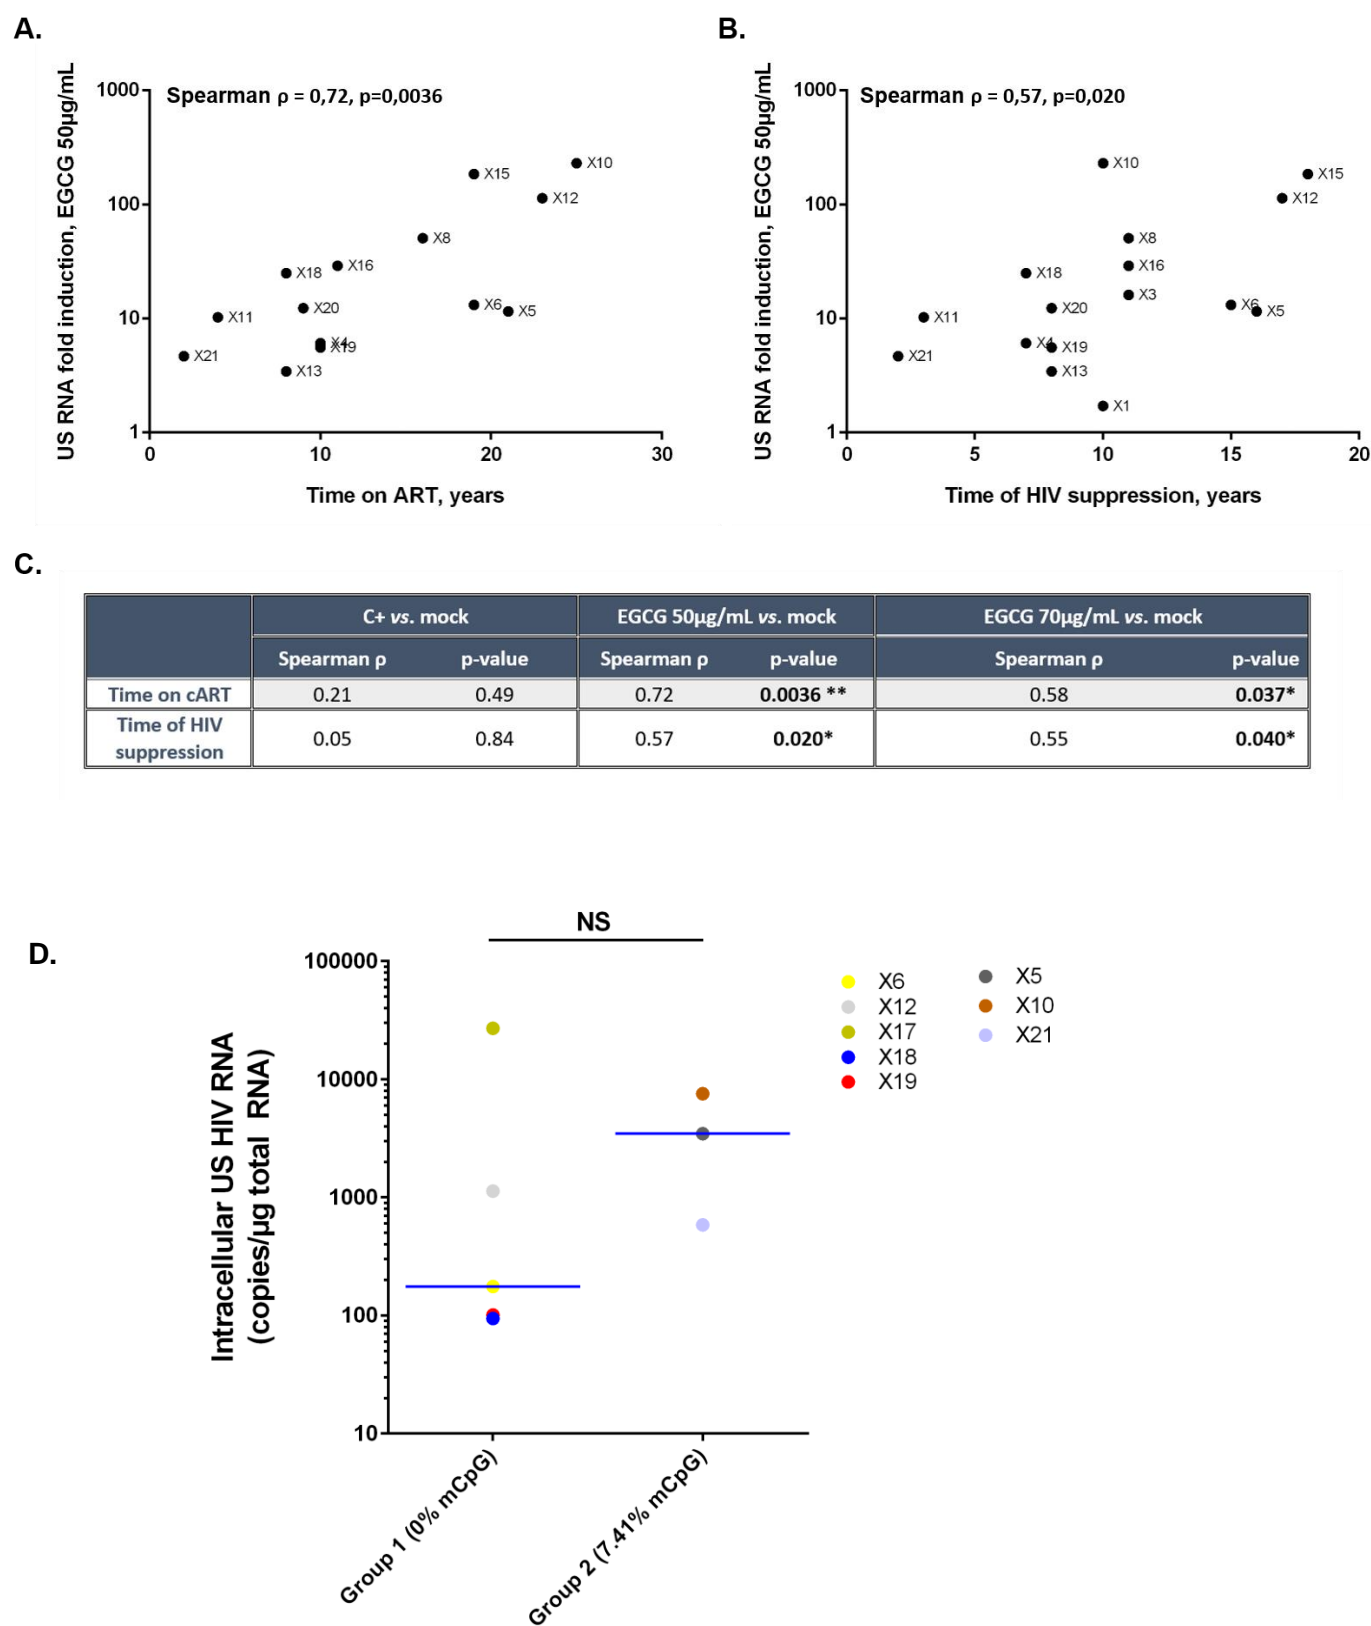 A.
US RNA fold induction, EGCG 50µg/mL
Spearman ρ = 0,72, p=0,0036
1000
100
10
1
X10
X15
X12
X8
X16
X18
X6
X5
X20
X11
X4
X19
X21
X13
0
10
20
30
Time on ART, years
B.
US RNA fold induction, EGCG 50µg/mL
Spearman ρ = 0,57, p=0,020
1000
100
10
1
X10
X15
X12
X8
X16
X18
X3
X6
X5
X20
X11
X4
X19
X21
X13
X1
0
5
10
15
20
Time of HIV suppression, years
C.
C+ vs. mock
EGCG 50µg/mL vs. mock
EGCG 70µg/mL vs. mock
Spearman ρ p-value Spearman ρ p-value Spearman ρ p-value
Time on cART 0.21 0.49 0.72 0.0036 ** 0.58 0.037*
Time of HIV
suppression 0.05 0.84 0.57 0.020* 0.55 0.040*
D.
NS
Intracellular US HIV RNA
(copies/µg total RNA)
100000
10000
1000
100
10
X6
X12
X17
X18
X19
X5
X10
X21
Group 1 (0% mCpG)
Group 2 (7.41% mCpG)